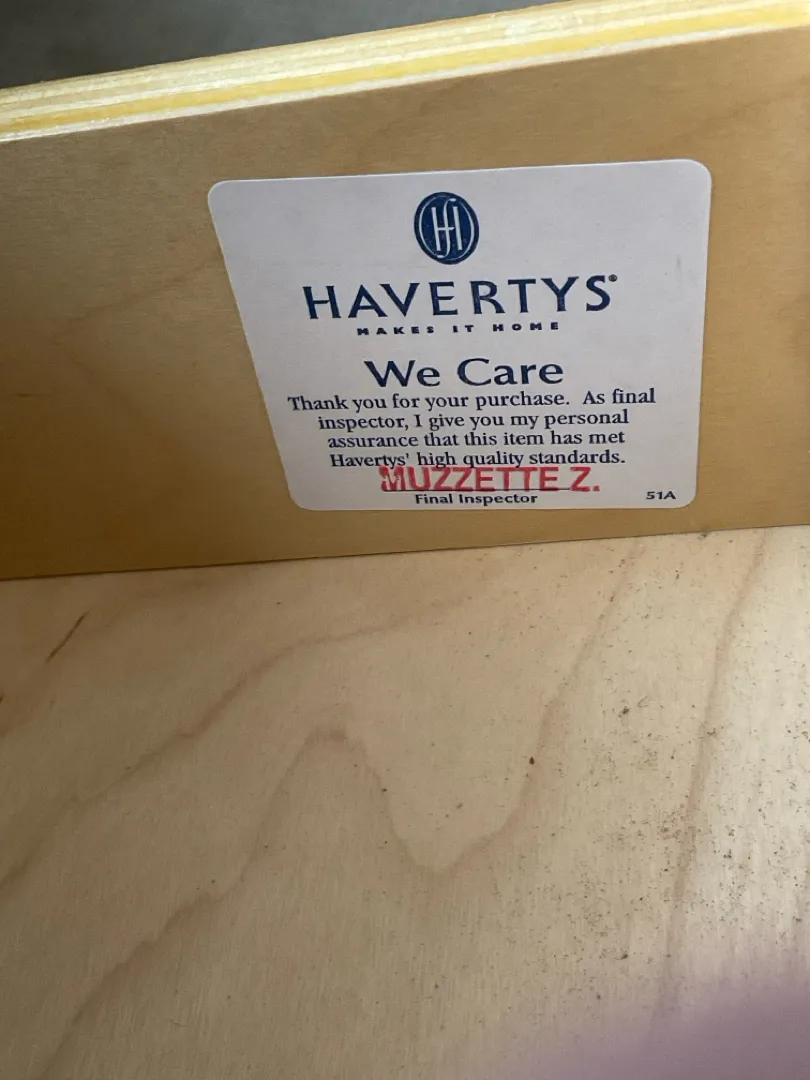 HAVERTYS®
MAKES IT HOME
We Care
Thank you for your purchase. As final
inspector, I give you my personal
assurance that this item has met
Havertys' high quality standards.
MUZZETTE Z.
Final Inspector
51A